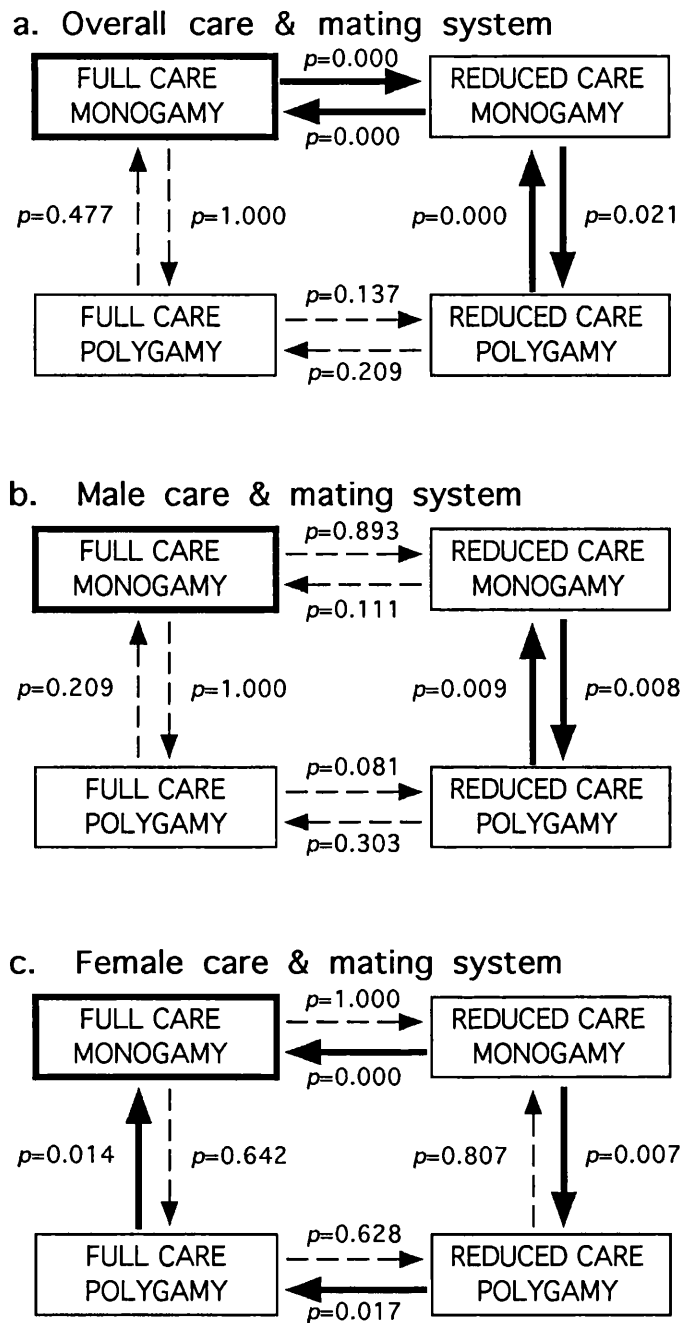 a. Overall care & mating system
FULL CARE
MONOGAMY
p=0.000
p=0.000
REDUCED CARE
MONOGAMY
p=0.477
p=1.000
p=0.000
p=0.021
FULL CARE
POLYGAMY
p=0.137
p=0.209
REDUCED CARE
POLYGAMY
b. Male care & mating system
FULL CARE
MONOGAMY
p=0.893
p=0.111
REDUCED CARE
MONOGAMY
p=0.209
p=1.000
p=0.009
p=0.008
FULL CARE
POLYGAMY
p=0.081
p=0.303
REDUCED CARE
POLYGAMY
c. Female care & mating system
FULL CARE
MONOGAMY
p=1.000
p=0.000
REDUCED CARE
MONOGAMY
p=0.014
p=0.642
p=0.807
p=0.007
FULL CARE
POLYGAMY
p=0.628
p=0.017
REDUCED CARE
POLYGAMY